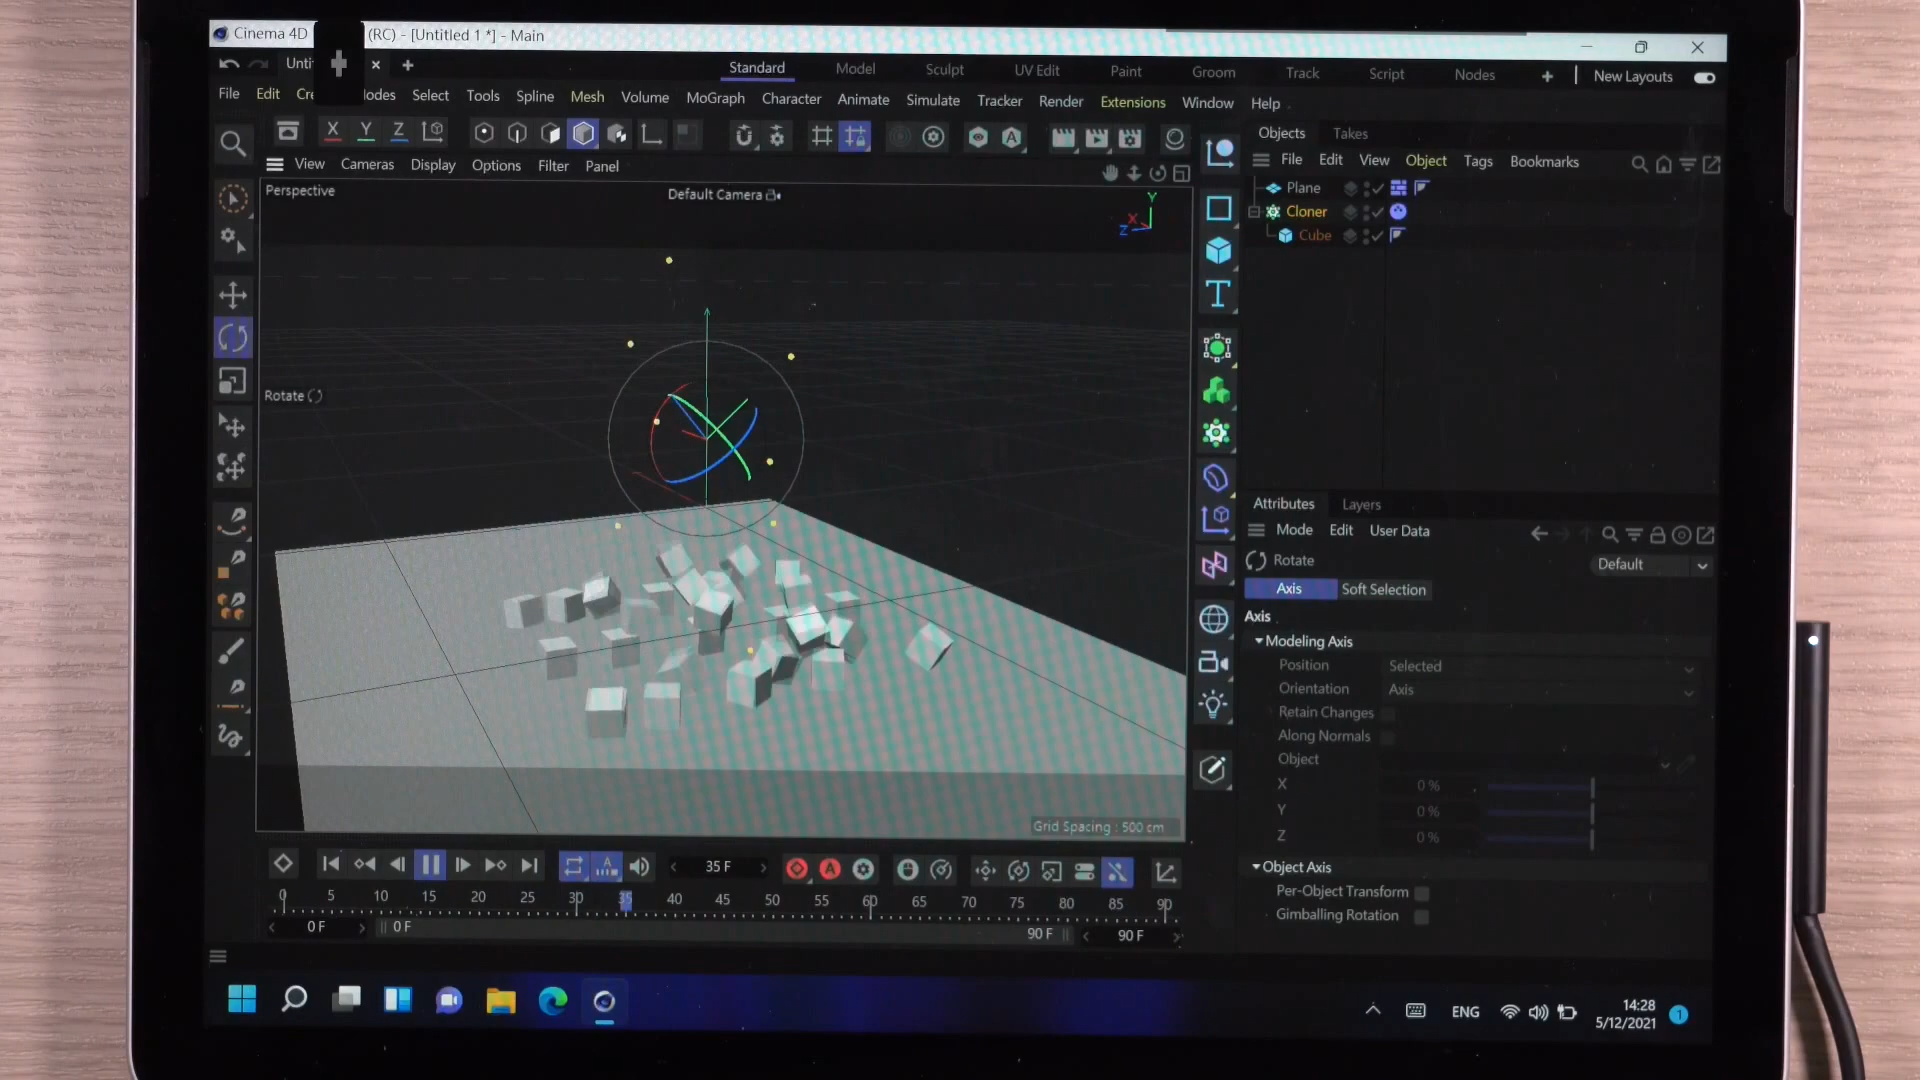 Cinema 4D (RC) - [Untitled 1 *] - Main
Standard Model Sculpt UV Edit Paint Groom Track Script Nodes New Layouts
File Edit Select Tools Spline Mesh Volume MoGraph Character Animate Simulate Tracker Render Extensions Window Help
X Y Z
Objects Takes
View Cameras Display Options Filter Panel
File Edit View Object Tags Bookmarks
Perspective
Default Camera
Y
X
Z
Plane
Cloner
Cube
Rotate
Attributes Layers
Mode Edit User Data
Rotate Default
Axis Soft Selection
Axis
Modeling Axis
Position Selected
Orientation Axis
Retain Changes
Along Normals
Object
X 0 %
Y 0 %
Z 0 %
Grid Spacing : 500 cm
Object Axis
Per-Object Transform
Gimballing Rotation
35 F
0 5 10 15 20 25 30 35 40 45 50 55 60 65 70 75 80 85 90
0 F 0 F 90 F 90 F
ENG
14:28
5/12/2021
1